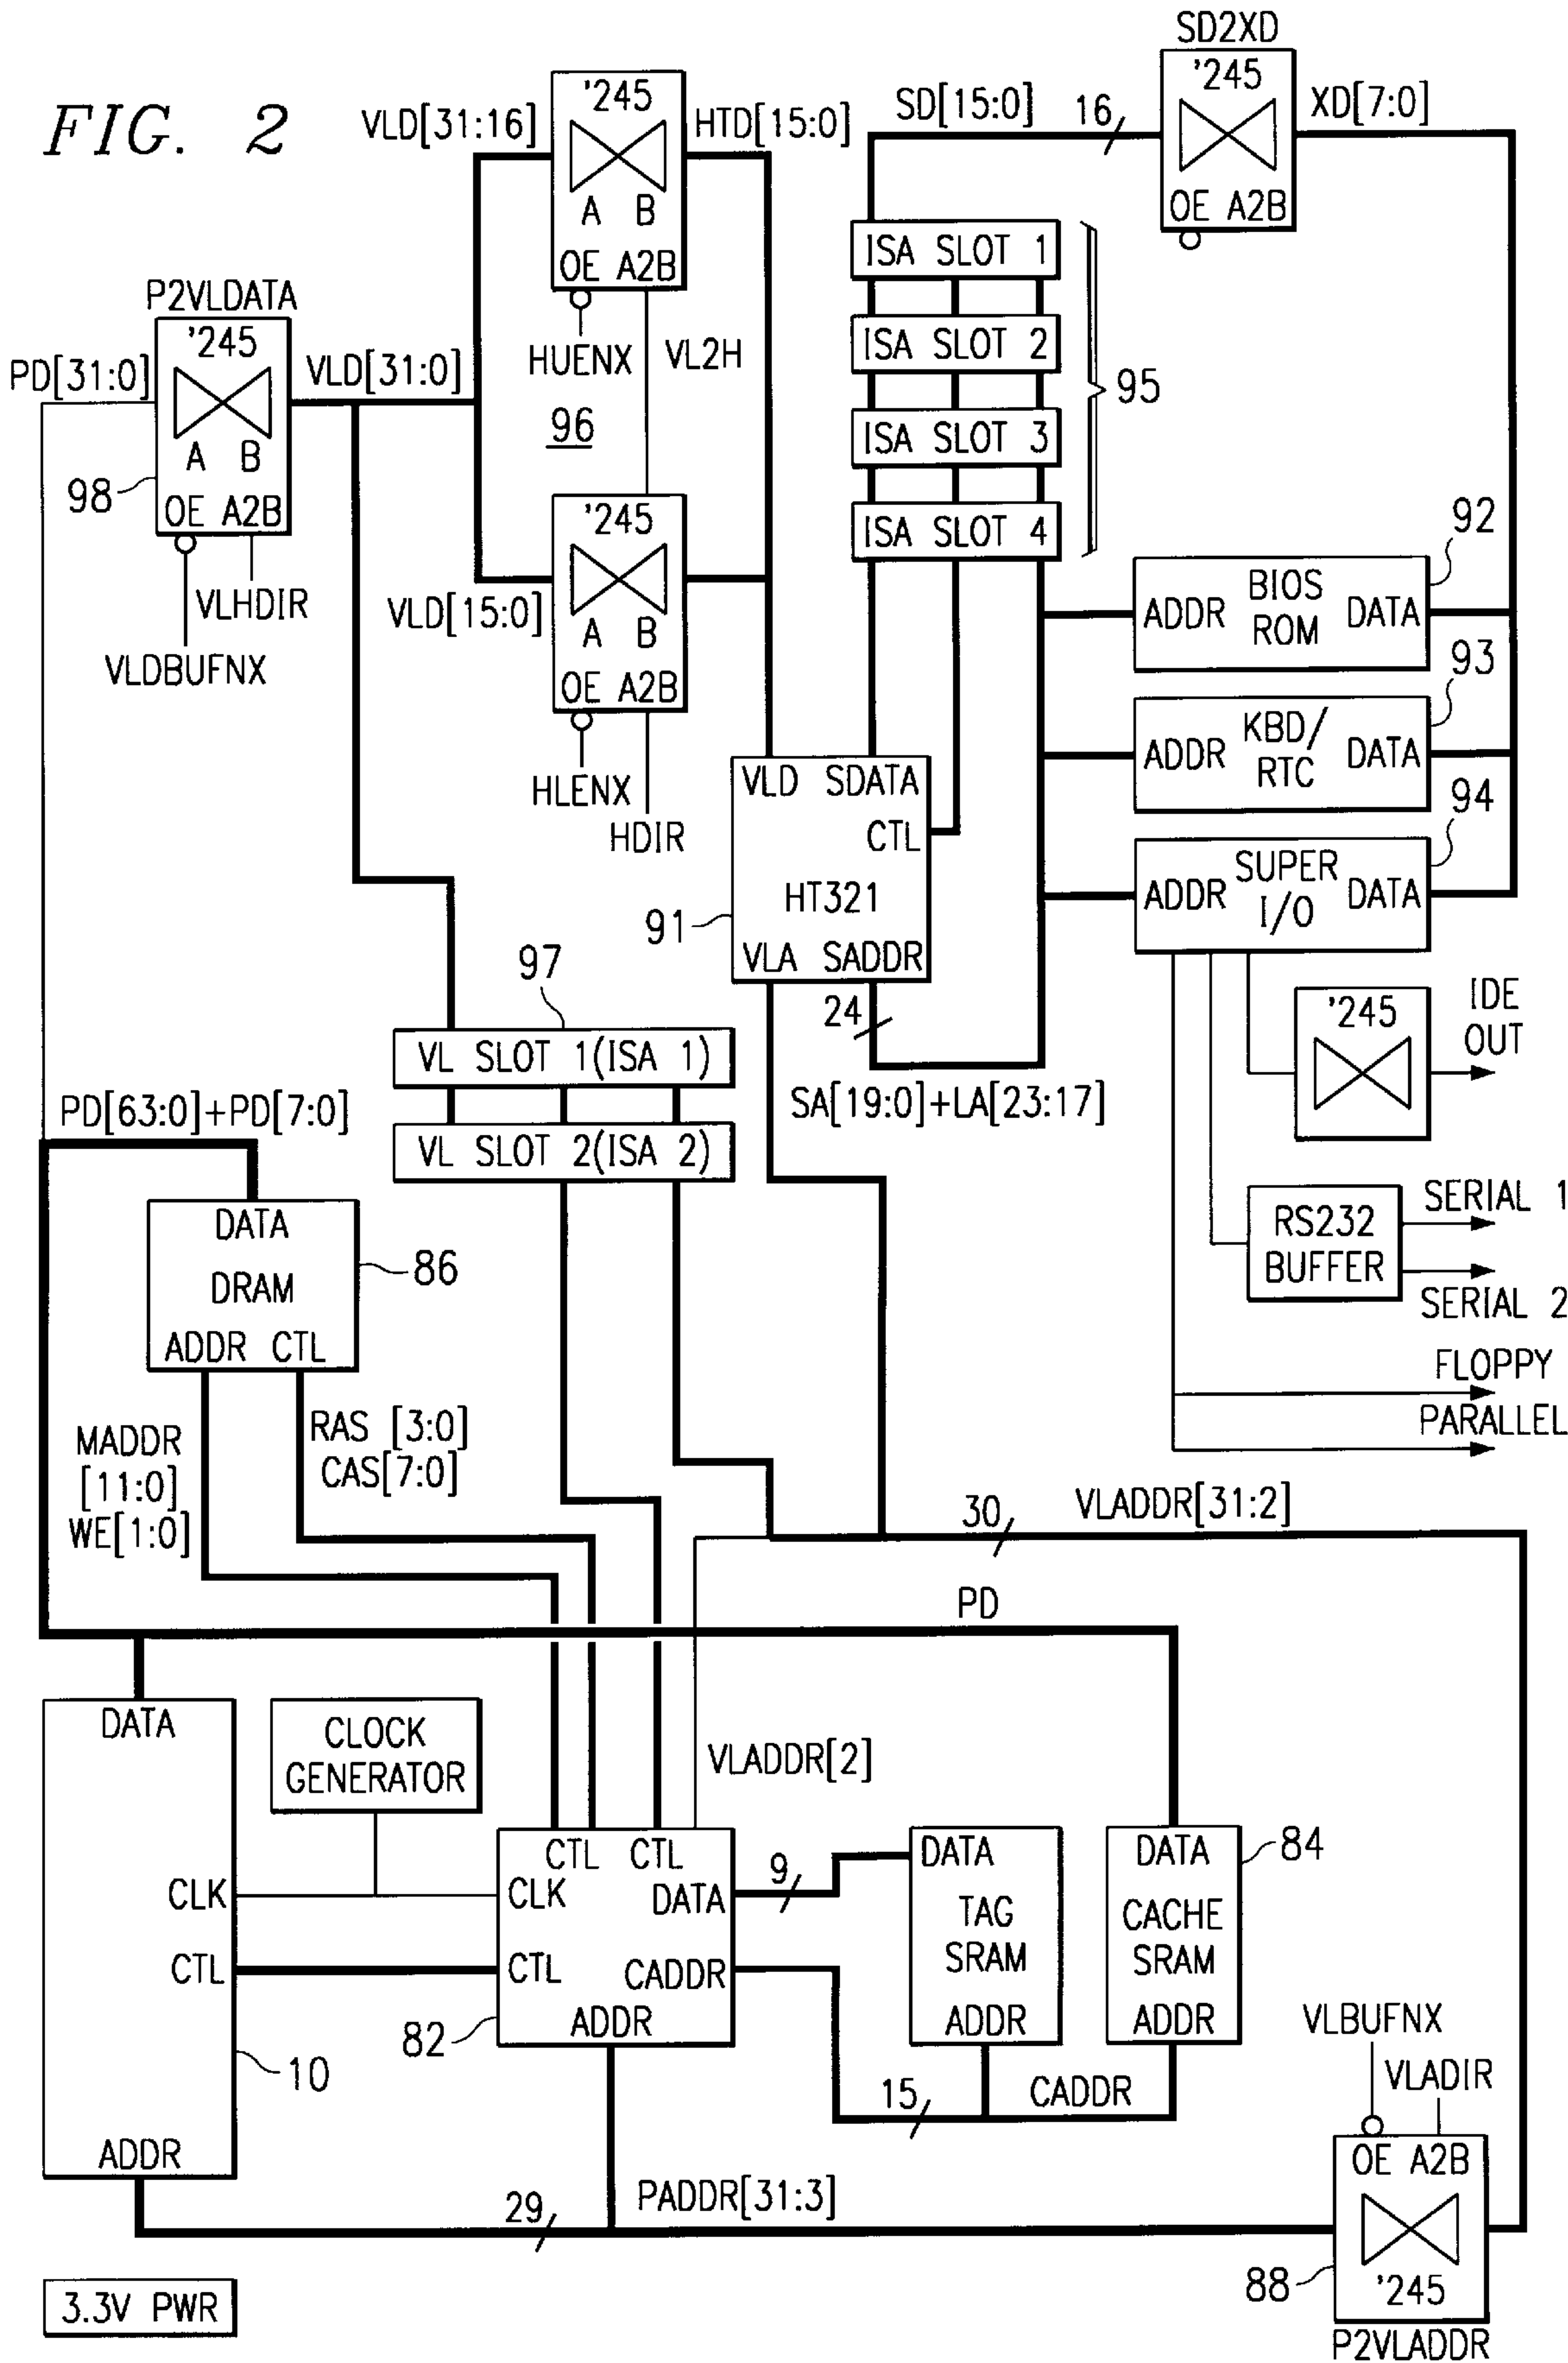 FIG. 2
SD2XD
'245
OE A2B
SD[15:0]
16
XD[7:0]
VLD[31:16]
'245
A B
OE A2B
HTD[15:0]
HUENX
VL2H
96
P2VLDATA
'245
A B
OE A2B
PD[31:0]
VLD[31:0]
98
VLHDIR
VLDBUFNX
VLD[15:0]
'245
A B
OE A2B
HLENX
HDIR
ISA SLOT 1
ISA SLOT 2
ISA SLOT 3
ISA SLOT 4
95
92
ADDR BIOS ROM DATA
93
ADDR KBD/ RTC DATA
94
ADDR SUPER I/O DATA
VLD SDATA
CTL
HT321
VLA SADDR
91
24
SA[19:0]+LA[23:17]
97
VL SLOT 1(ISA 1)
VL SLOT 2(ISA 2)
'245
IDE
OUT
RS232
BUFFER
SERIAL 1
SERIAL 2
FLOPPY
PARALLEL
PD[63:0]+PD[7:0]
DATA
DRAM
ADDR CTL
86
MADDR
[11:0]
WE[1:0]
RAS [3:0]
CAS[7:0]
30
VLADDR[31:2]
PD
DATA
CLK
CTL
ADDR
10
CLOCK
GENERATOR
VLADDR[2]
CTL CTL
CLK DATA
CTL CADDR
ADDR
82
9
DATA
TAG
SRAM
ADDR
DATA
CACHE
SRAM
ADDR
84
15
CADDR
VLBUFNX
VLADIR
OE A2B
'245
88
P2VLADDR
29
PADDR[31:3]
3.3V PWR